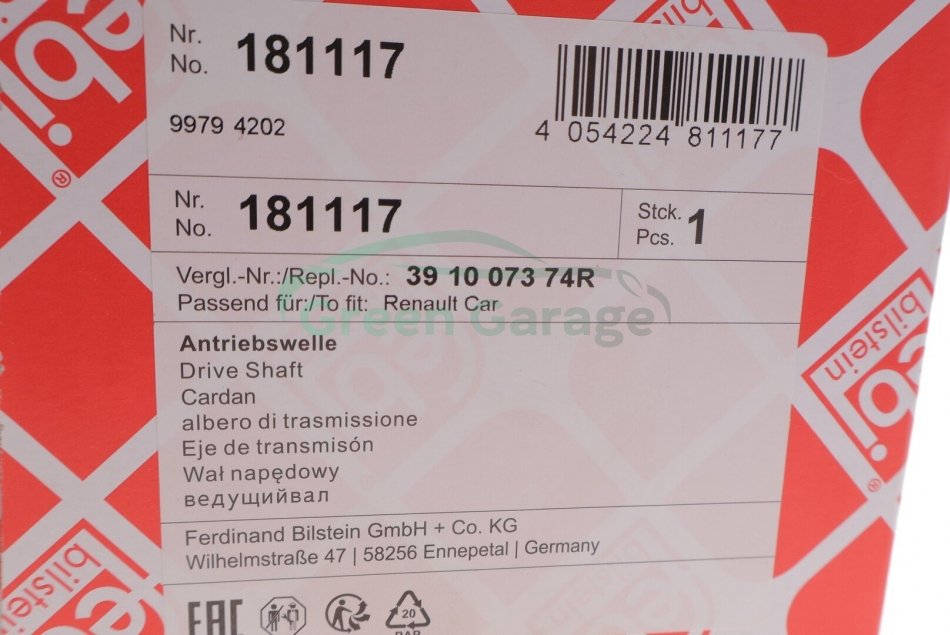 Nr.
No. 181117
9979 4202
4 054224 811177
Nr.
No. 181117
Stck.
Pcs. 1
Vergl.-Nr.:/Repl.-No.: 39 10 073 74R
Passend für:/To fit: Renault Car
Green Garage
Antriebswelle
Drive Shaft
Cardan
albero di trasmissione
Eje de transmisón
Wał napędowy
ведущийвал
Ferdinand Bilstein GmbH + Co. KG
Wilhelmstraße 47 | 58256 Ennepetal | Germany
EAC
20
PAP
febi
bilstein
febi
bilstein